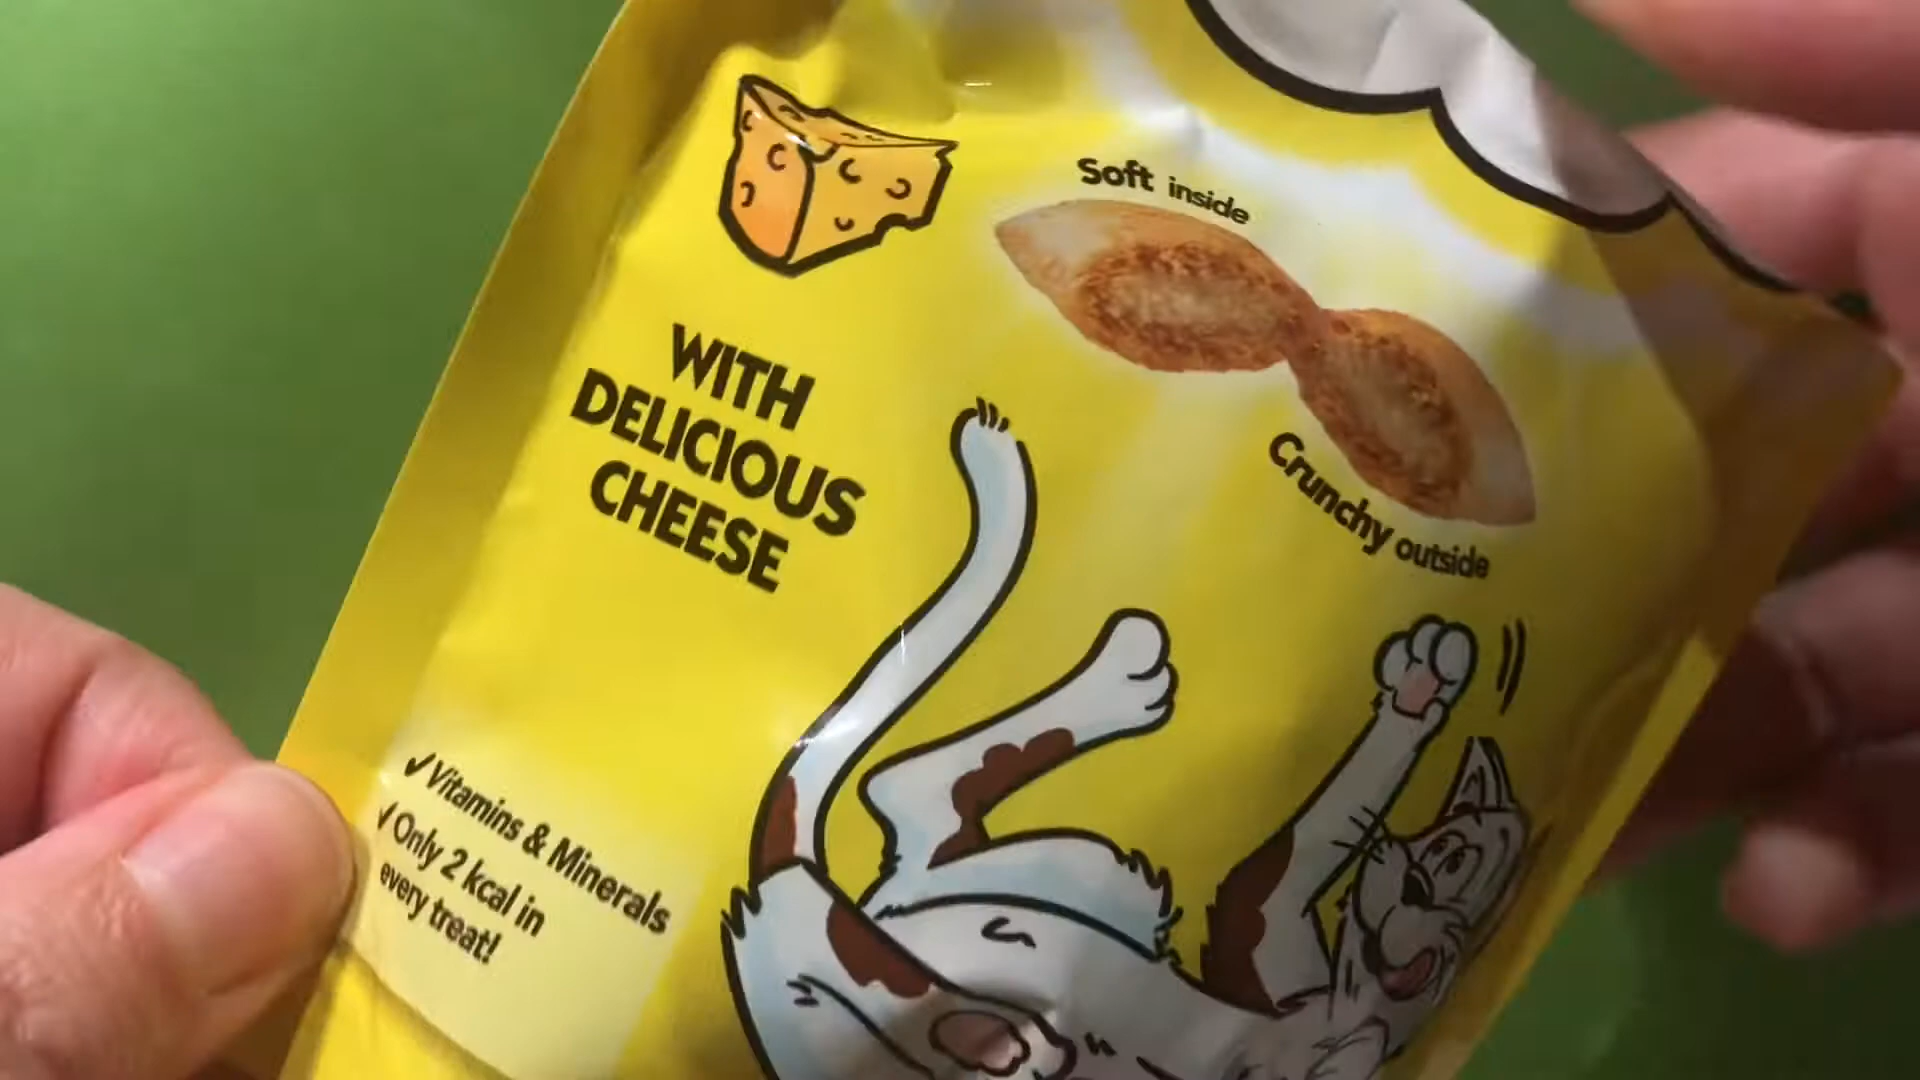 Soft inside
WITH
DELICIOUS
CHEESE
Crunchy outside
✓Vitamins & Minerals
✓Only 2 kcal in
every treat!